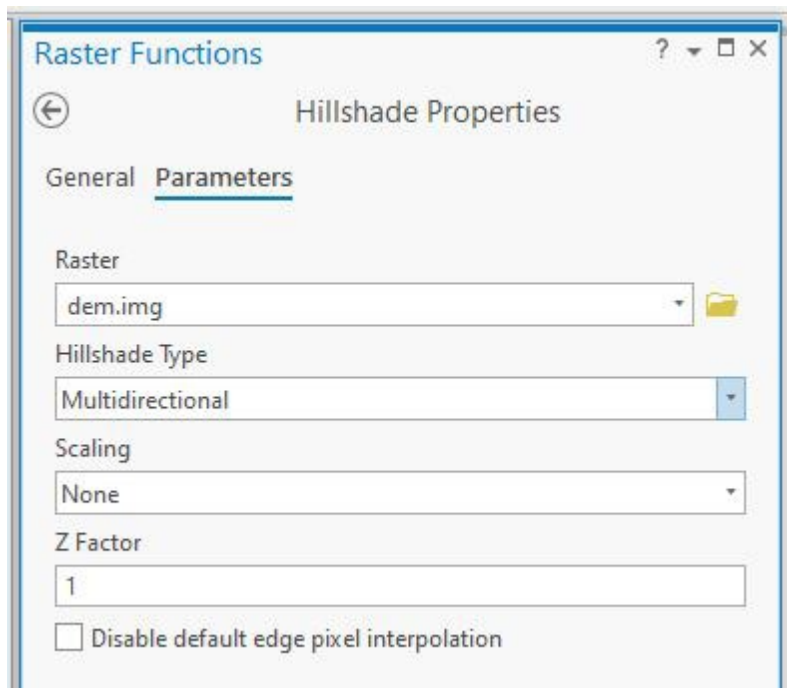 Raster Functions
Hillshade Properties
General Parameters
Raster
dem.img
Hillshade Type
Multidirectional
Scaling
None
Z Factor
1
Disable default edge pixel interpolation